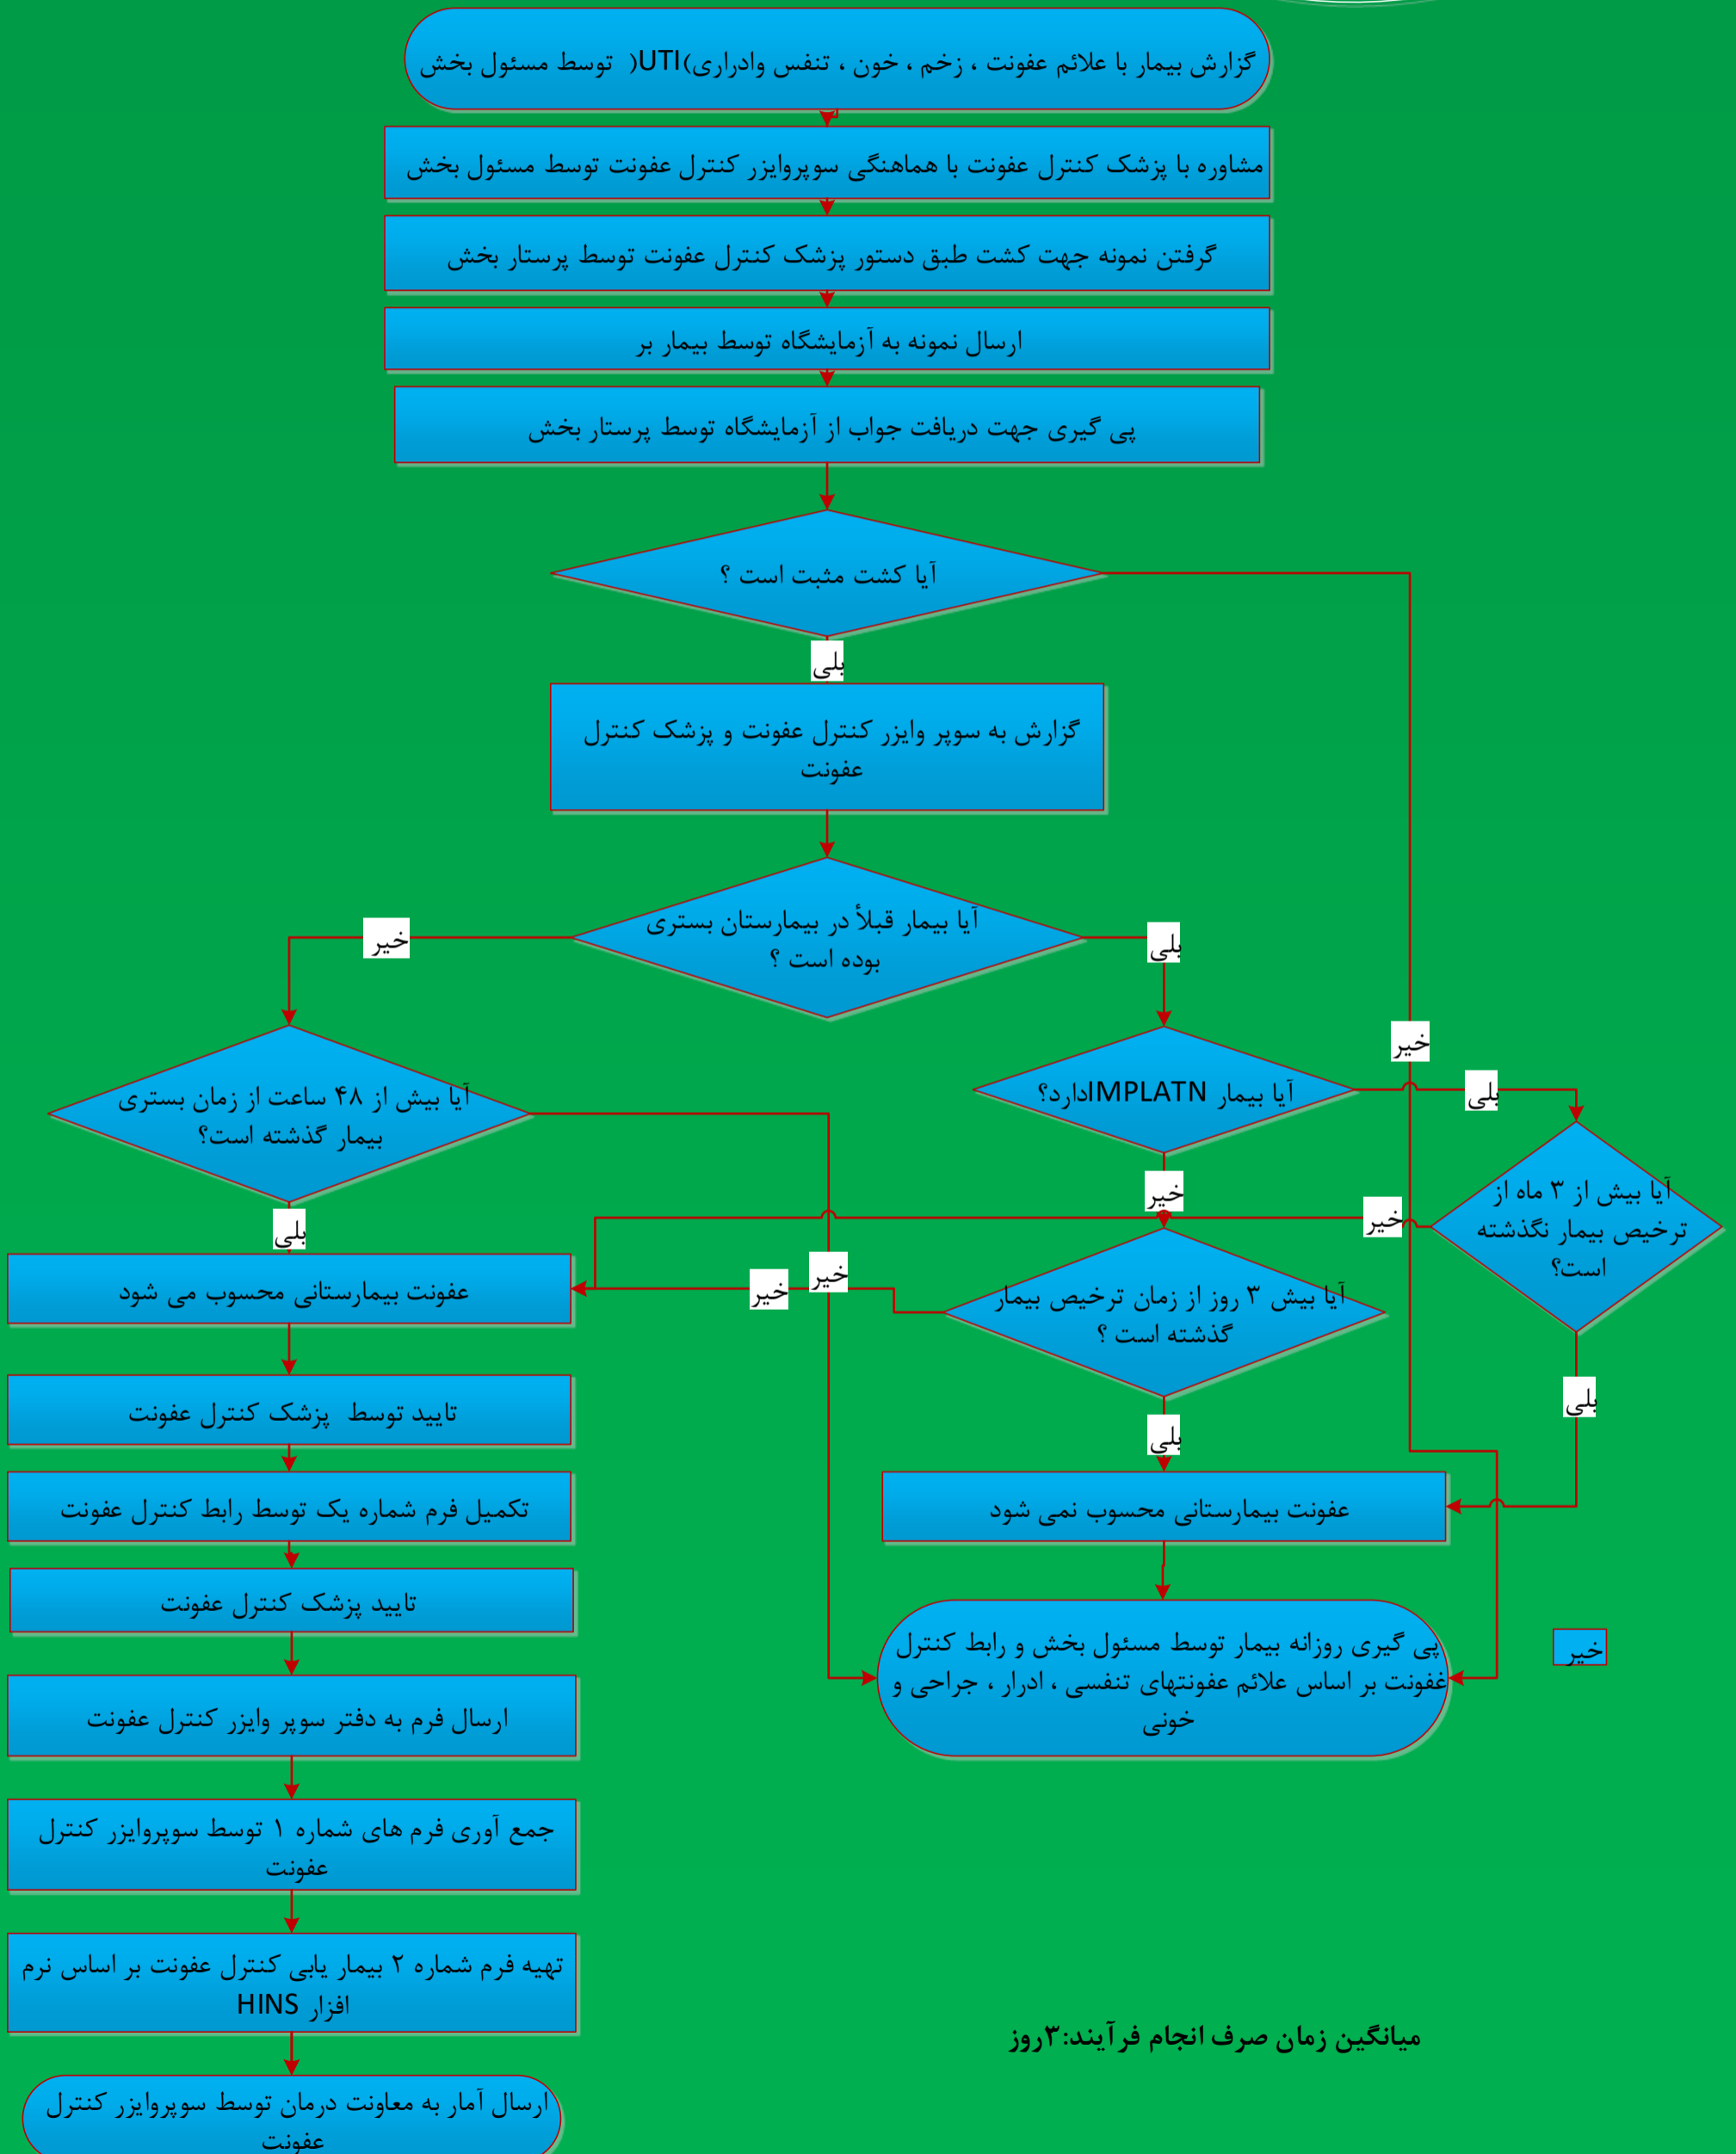 گزارش بیمار با علائم عفونت ، زخم ، خون ، تنفس وادراری)UTI( توسط مسئول بخش
مشاوره با پزشک کنترل عفونت با هماهنگی سوپروایزر کنترل عفونت توسط مسئول بخش
گرفتن نمونه جهت کشت طبق دستور پزشک کنترل عفونت توسط پرستار بخش
ارسال نمونه به آزمایشگاه توسط بیمار بر
پی گیری جهت دریافت جواب از آزمایشگاه توسط پرستار بخش
آیا کشت مثبت است ؟
بلی
گزارش به سوپر وایزر کنترل عفونت و پزشک کنترل
عفونت
آیا بیمار قبلأ در بیمارستان بستری
بوده است ؟
بلی
خیر
خیر
آیا بیمار IMPLATNدارد؟
بلی
آیا بیش از ۴۸ ساعت از زمان بستری
بیمار گذشته است؟
خیر
آیا بیش از ۳ ماه از
ترخیص بیمار نگذشته
است؟
خیر
بلی
آیا بیش ۳ روز از زمان ترخیص بیمار
گذشته است ؟
خیر
خیر
عفونت بیمارستانی محسوب می شود
بلی
بلی
تایید توسط پزشک کنترل عفونت
عفونت بیمارستانی محسوب نمی شود
تکمیل فرم شماره یک توسط رابط کنترل عفونت
تایید پزشک کنترل عفونت
پی گیری روزانه بیمار توسط مسئول بخش و رابط کنترل
غفونت بر اساس علائم عفونتهای تنفسی ، ادرار ، جراحی و
خونی
خیر
ارسال فرم به دفتر سوپر وایزر کنترل عفونت
جمع آوری فرم های شماره ۱ توسط سوپروایزر کنترل
عفونت
تهیه فرم شماره ۲ بیمار یابی کنترل عفونت بر اساس نرم
افزار HINS
میانگین زمان صرف انجام فرآیند:۳روز
ارسال آمار به معاونت درمان توسط سوپروایزر کنترل
عفونت